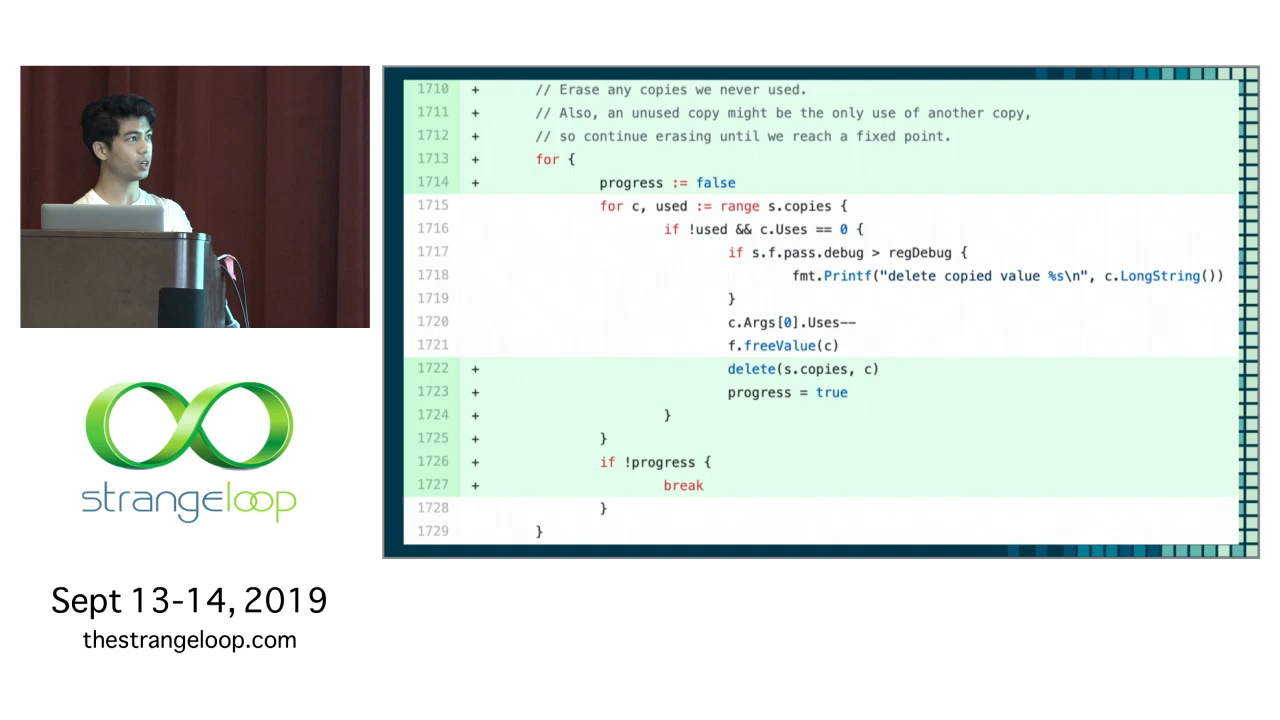 1710 + // Erase any copies we never used.
1711 + // Also, an unused copy might be the only use of another copy,
1712 + // so continue erasing until we reach a fixed point.
1713 + for {
1714 + progress := false
1715 for c, used := range s.copies {
1716 if !used && c.Uses == 0 {
1717 if s.f.pass.debug > regDebug {
1718 fmt.Printf("delete copied value %s\n", c.LongString())
1719 }
1720 c.Args[0].Uses--
1721 f.freeValue(c)
1722 + delete(s.copies, c)
1723 + progress = true
1724 + }
1725 + }
1726 + if !progress {
1727 + break
1728 }
1729 }
strangeloop
Sept 13-14, 2019
thestrangeloop.com